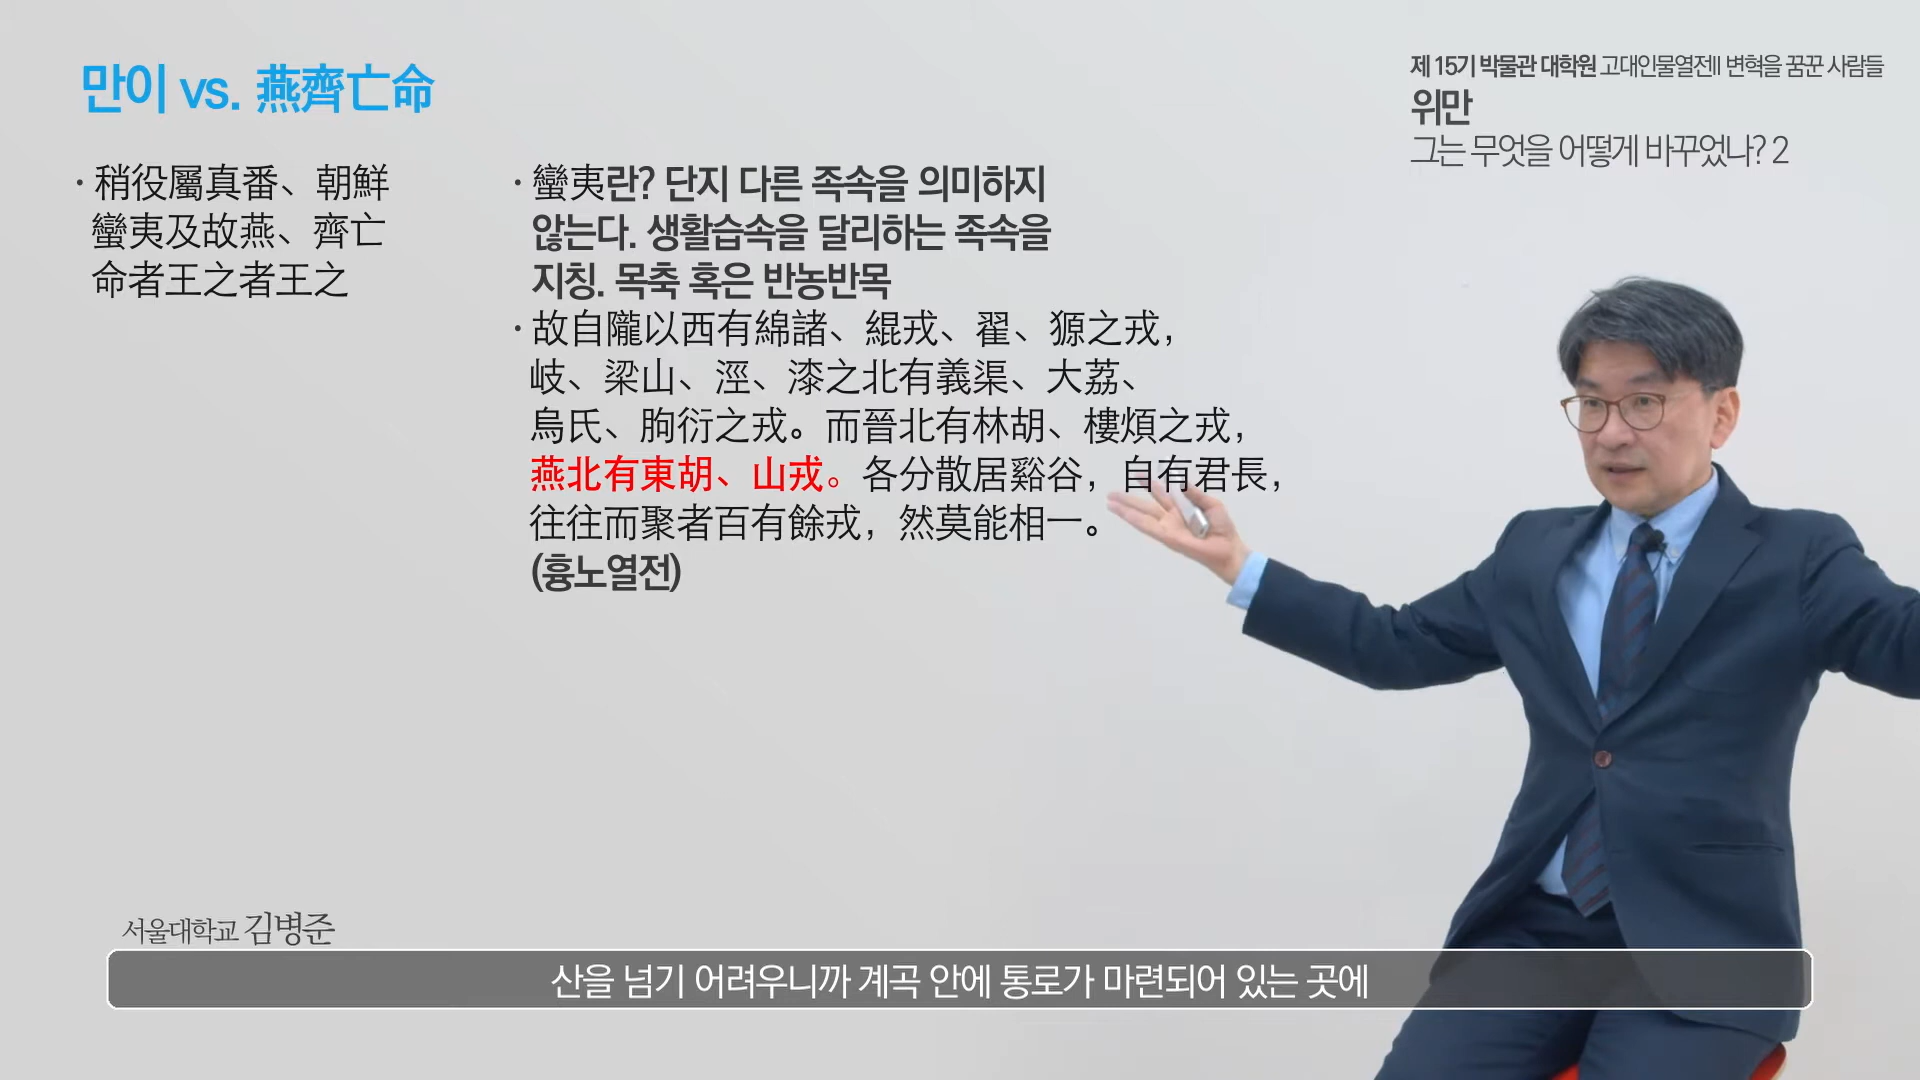 만이 vs. 燕齊亡命
제 15기 박물관 대학원 고대인물열전II 변혁을 꿈꾼 사람들
위만
그는 무엇을 어떻게 바꾸었나? 2
· 稍役屬真番、朝鮮
蠻夷及故燕、齊亡
命者王之者王之
· 蠻夷란? 단지 다른 족속을 의미하지
않는다. 생활습속을 달리하는 족속을
지칭. 목축 혹은 반농반목
· 故自隴以西有綿諸、緄戎、翟、獂之戎,
岐、梁山、涇、漆之北有義渠、大荔、
烏氏、朐衍之戎。而晉北有林胡、樓煩之戎,
燕北有東胡、山戎。各分散居谿谷, 自有君長,
往往而聚者百有餘戎, 然莫能相一。
(흉노열전)
서울대학교 김병준
산을 넘기 어려우니까 계곡 안에 통로가 마련되어 있는 곳에